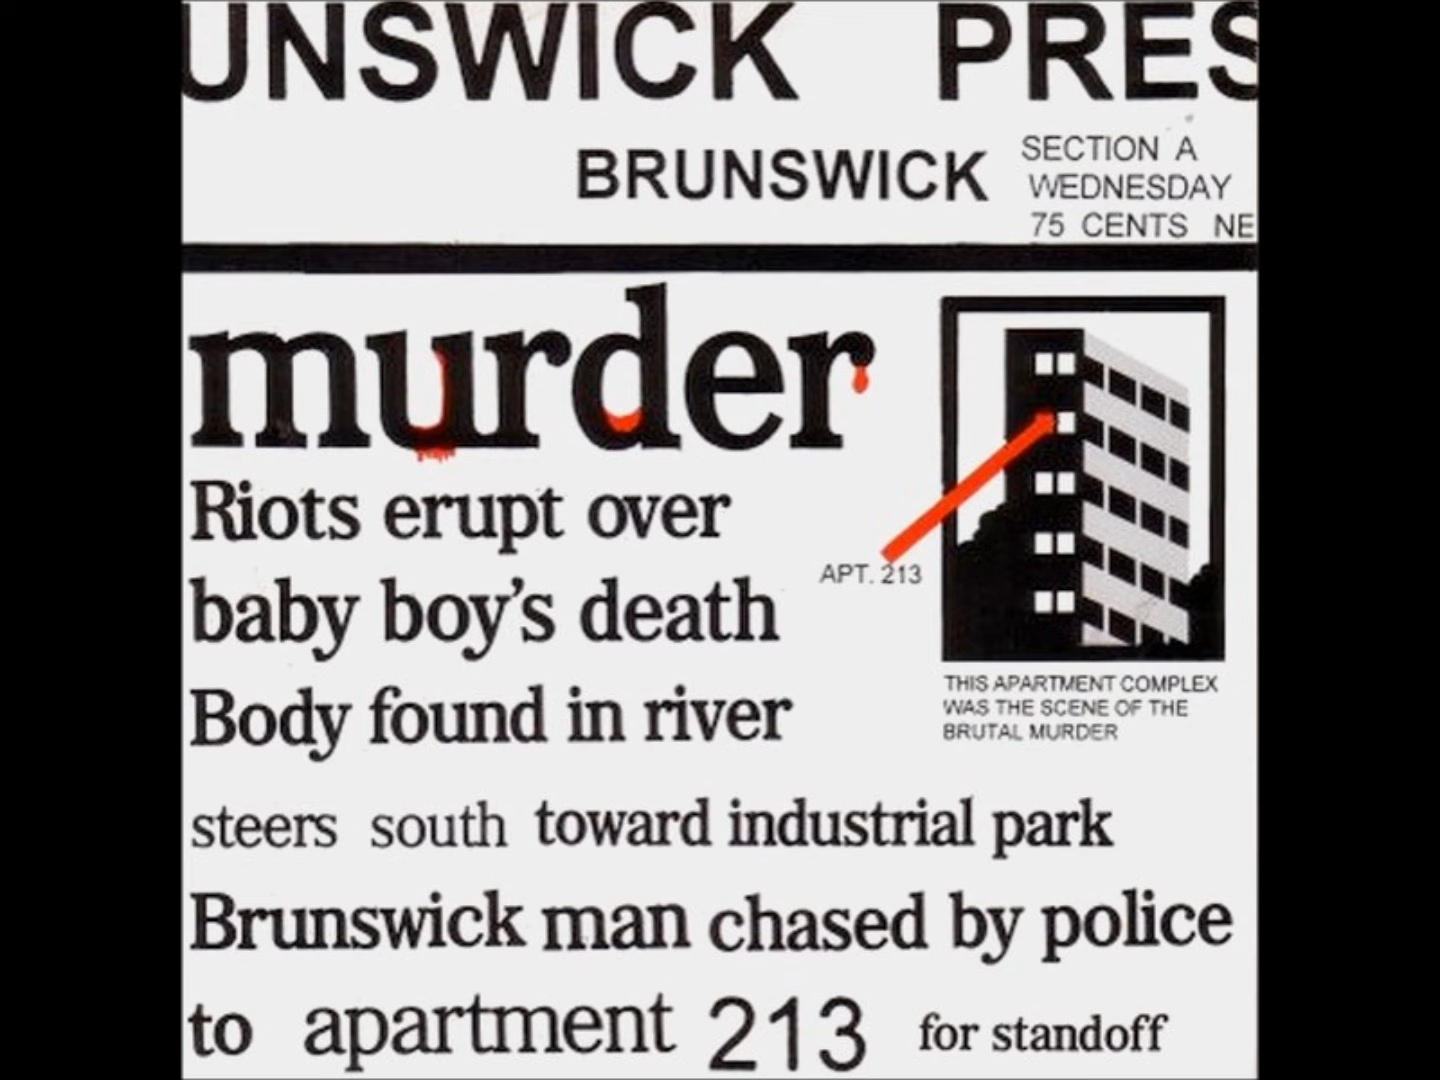 UNSWICK PRES
BRUNSWICK
SECTION A
WEDNESDAY
75 CENTS NE
murder
Riots erupt over
baby boy's death
Body found in river
steers south toward industrial park
Brunswick man chased by police
to apartment 213 for standoff
APT. 213
THIS APARTMENT COMPLEX
WAS THE SCENE OF THE
BRUTAL MURDER